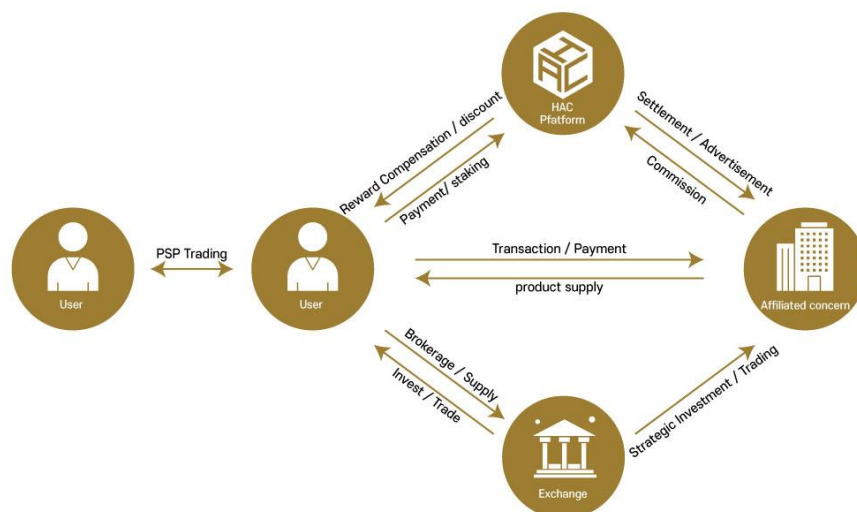 HAC
HAC
Pfatform
Reward Compensation / discount
Payment/ staking
Settlement / Advertisement
Commission
PSP Trading
User
User
Transaction / Payment
product supply
Affiliated concern
Brokerage / Supply
Invest / Trade
Strategic Investment / Trading
Exchange